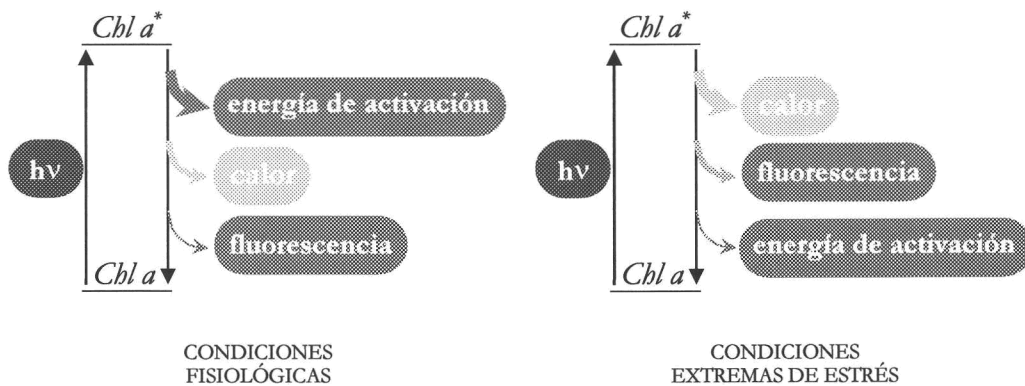 Chl a*
energía de activación
hν
calor
fluorescencia
Chl a
CONDICIONES
FISIOLÓGICAS
Chl a*
calor
hν
fluorescencia
energía de activación
Chl a
CONDICIONES
EXTREMAS DE ESTRÉS